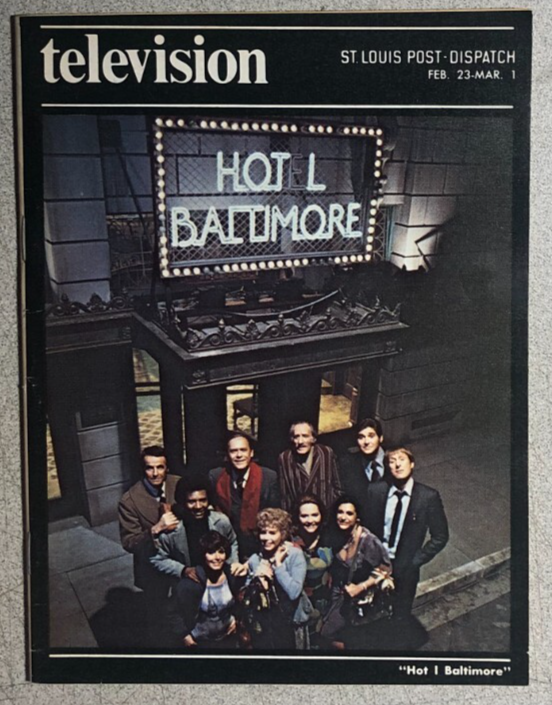 television
ST. LOUIS POST-DISPATCH
FEB. 23-MAR. 1
HOT L
BALTIMORE
"Hot l Baltimore"